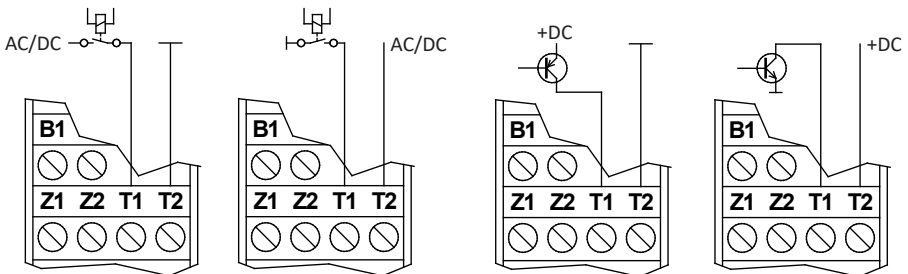 AC/DC
B1
Z1 Z2 T1 T2
AC/DC
B1
Z1 Z2 T1 T2
+DC
B1
Z1 Z2 T1 T2
+DC
B1
Z1 Z2 T1 T2